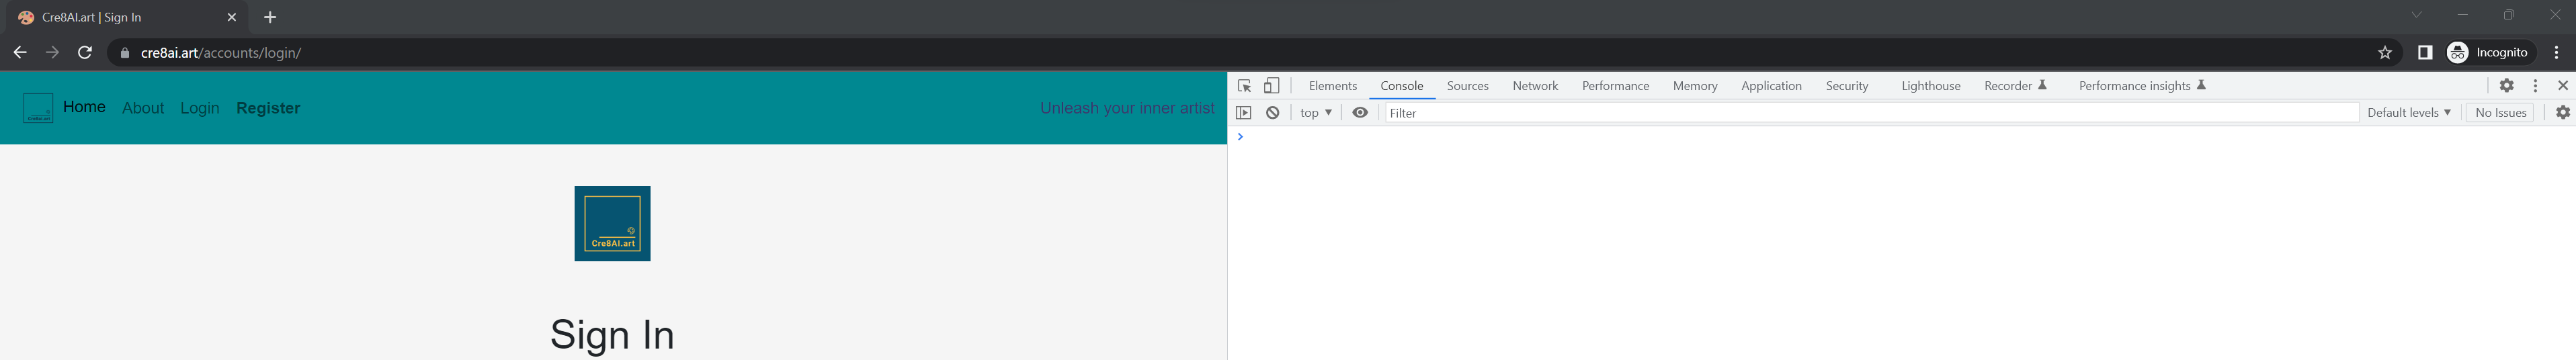 Cre8AI.art | Sign In
cre8ai.art/accounts/login/
Incognito
Home About Login Register
Unleash your inner artist
Elements Console Sources Network Performance Memory Application Security Lighthouse Recorder Performance insights
top Filter Default levels No Issues
Cre8AI.art
Sign In